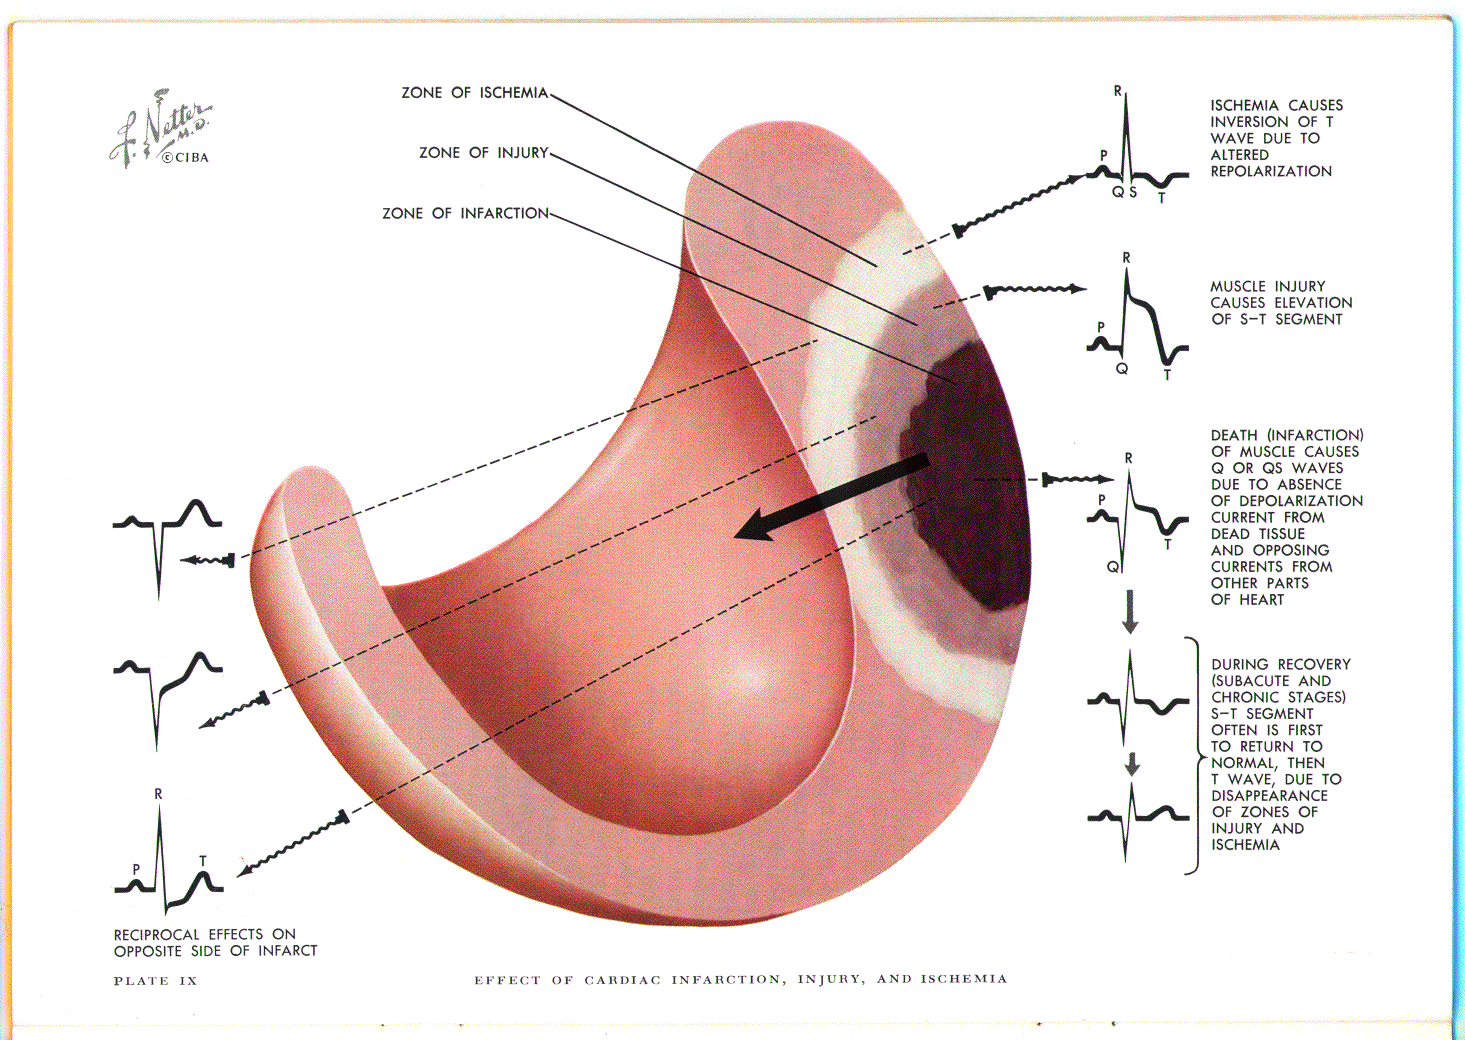 F. Netter
M.D.
©CIBA
ZONE OF ISCHEMIA
ZONE OF INJURY
ZONE OF INFARCTION
R
P
Q S
T
ISCHEMIA CAUSES
INVERSION OF T
WAVE DUE TO
ALTERED
REPOLARIZATION
R
P
Q
T
MUSCLE INJURY
CAUSES ELEVATION
OF S-T SEGMENT
R
P
T
Q
DEATH (INFARCTION)
OF MUSCLE CAUSES
Q OR QS WAVES
DUE TO ABSENCE
OF DEPOLARIZATION
CURRENT FROM
DEAD TISSUE
AND OPPOSING
CURRENTS FROM
OTHER PARTS
OF HEART
DURING RECOVERY
(SUBACUTE AND
CHRONIC STAGES)
S-T SEGMENT
OFTEN IS FIRST
TO RETURN TO
NORMAL, THEN
T WAVE, DUE TO
DISAPPEARANCE
OF ZONES OF
INJURY AND
ISCHEMIA
R
P
T
RECIPROCAL EFFECTS ON
OPPOSITE SIDE OF INFARCT
PLATE IX
EFFECT OF CARDIAC INFARCTION, INJURY, AND ISCHEMIA